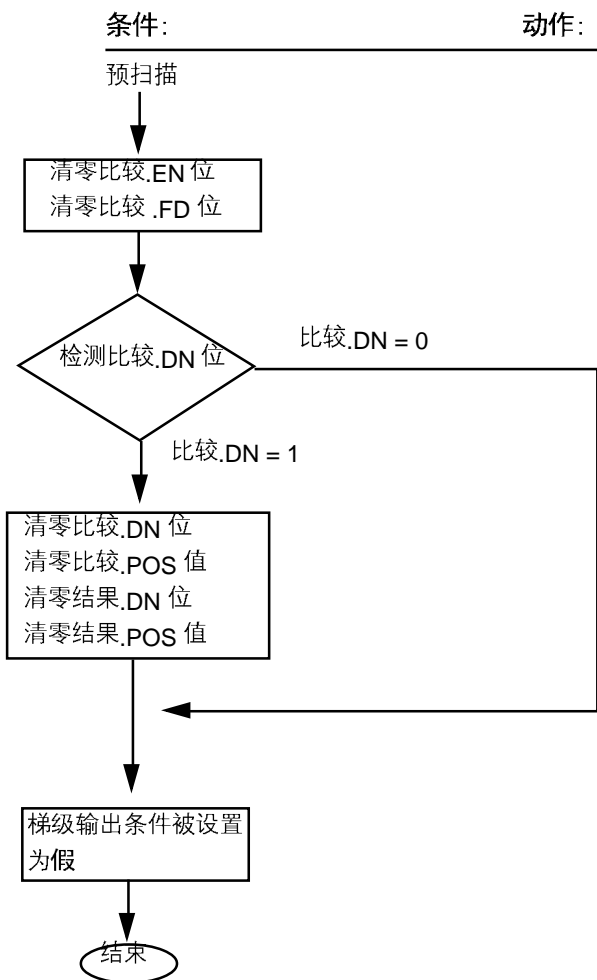 条件: 动作:
预扫描
清零比较.EN 位
清零比较 .FD 位
检测比较.DN 位
比较.DN = 0
比较.DN = 1
清零比较.DN 位
清零比较.POS 值
清零结果.DN 位
清零结果.POS 值
梯级输出条件被设置
为假
结束